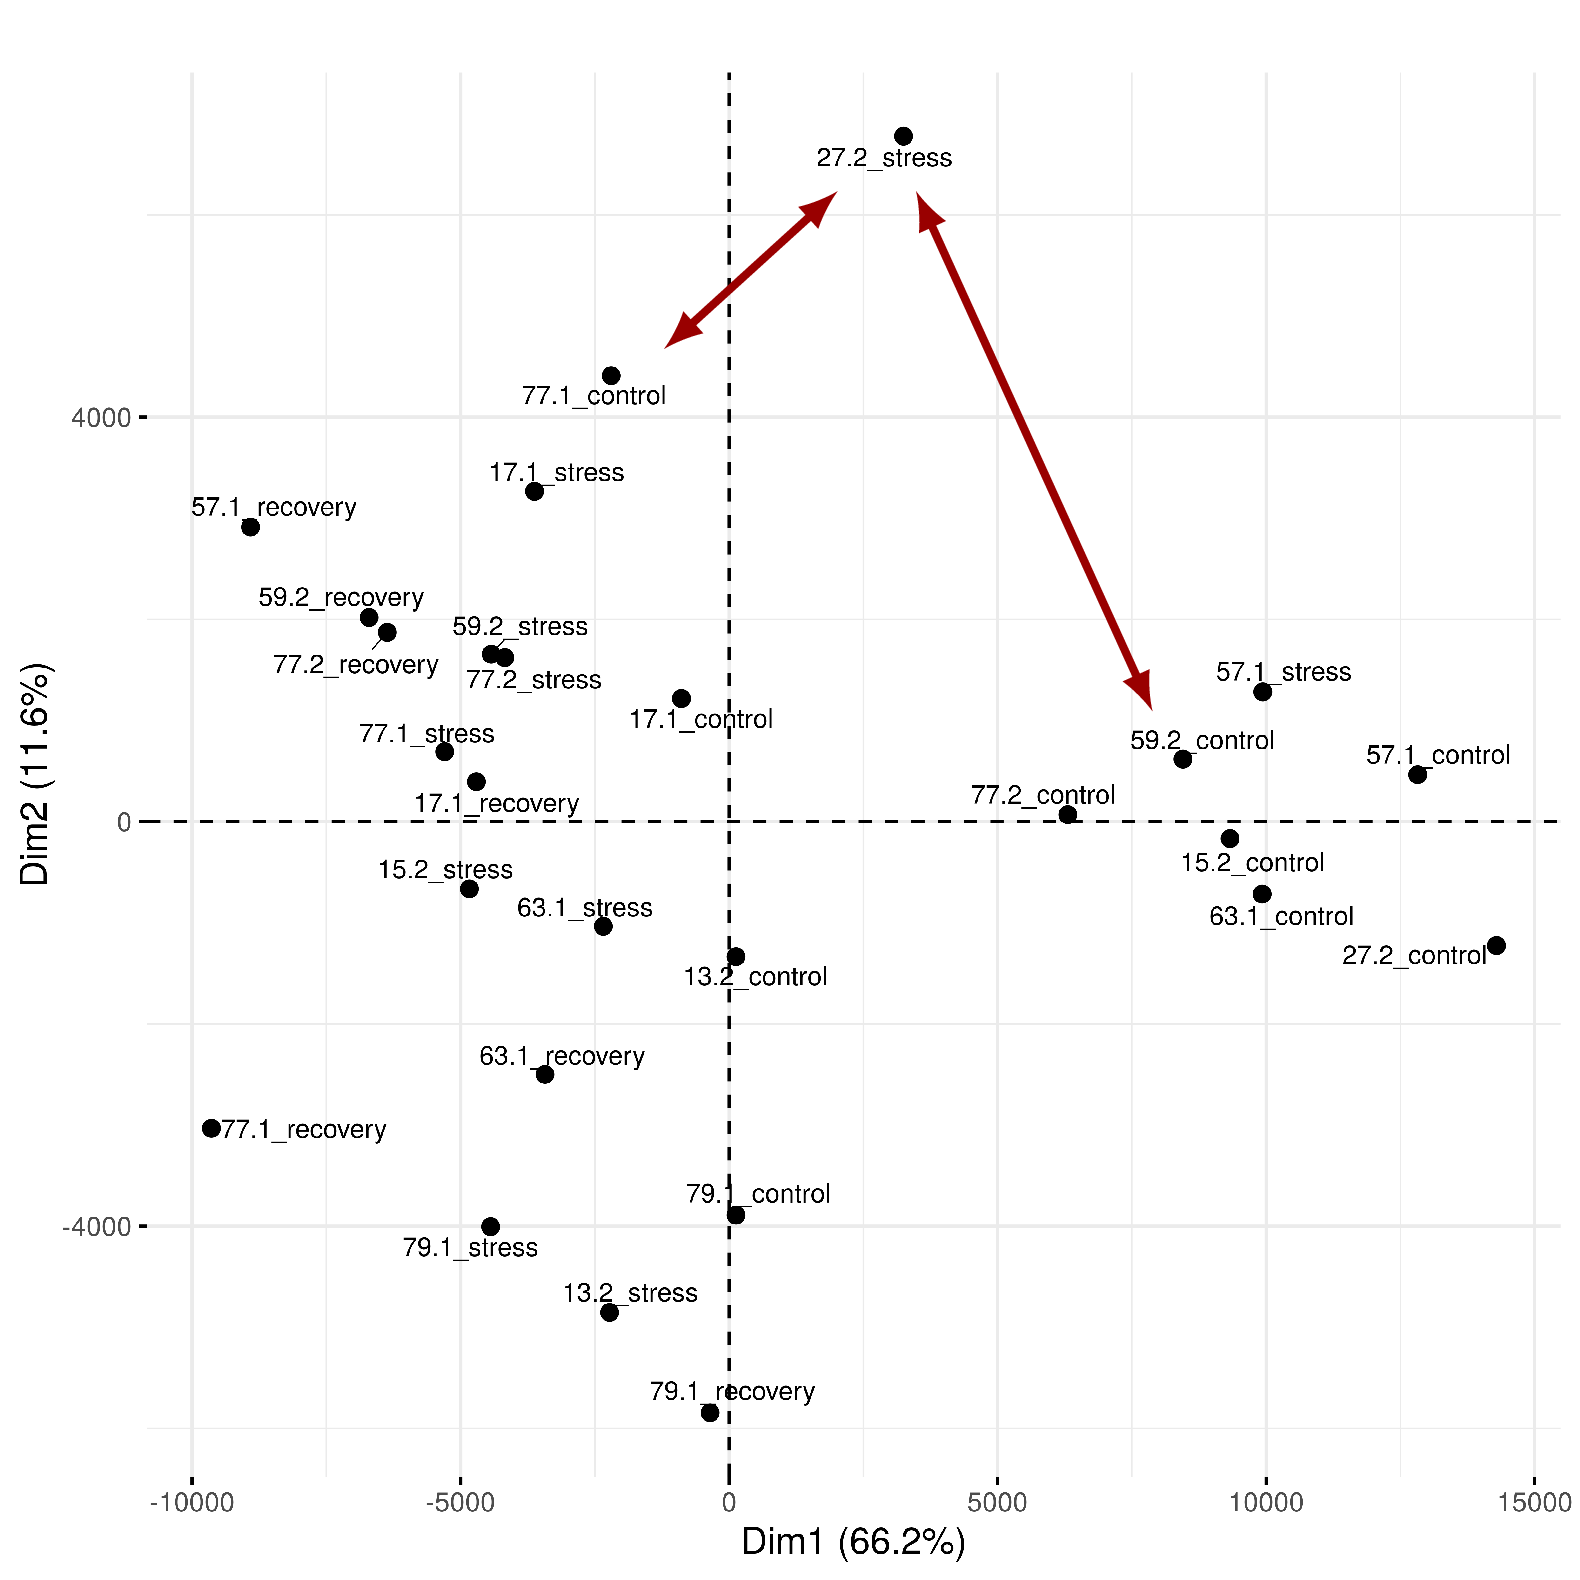 27.2_stress
77.1_control
4000
17.1_stress
57.1_recovery
59.2_recovery
59.2_stress
77.2_recovery
77.2_stress
57.1_stress
17.1_control
77.1_stress
59.2_control
57.1_control
17.1_recovery
77.2_control
0
15.2_stress
15.2_control
63.1_stress
63.1_control
27.2_control
13.2_control
63.1_recovery
77.1_recovery
79.1_control
-4000
79.1_stress
13.2_stress
79.1_recovery
-10000 -5000 0 5000 10000 15000
Dim1 (66.2%)
Dim2 (11.6%)